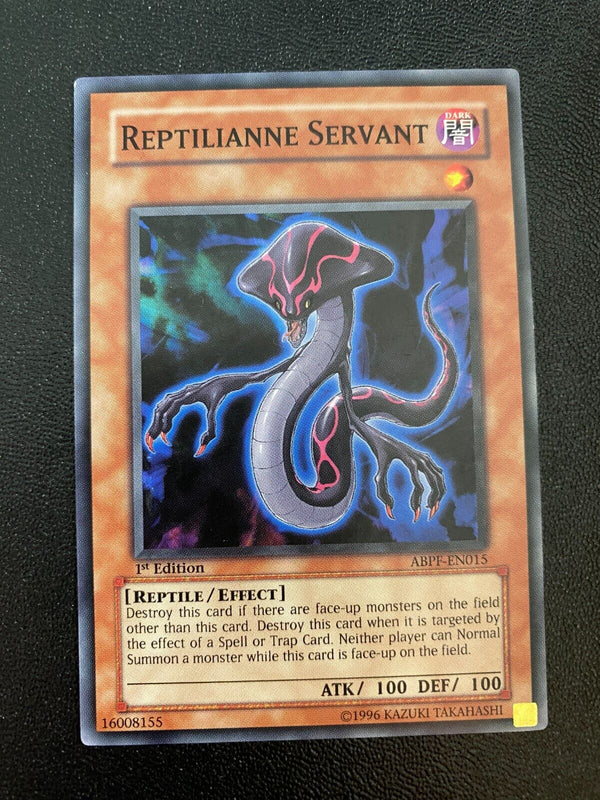 REPTILIANNE SERVANT
DARK
闇
1st Edition
ABPF-EN015
[REPTILE/EFFECT]
Destroy this card if there are face-up monsters on the field
other than this card. Destroy this card when it is targeted by
the effect of a Spell or Trap Card. Neither player can Normal
Summon a monster while this card is face-up on the field.
ATK/ 100 DEF/ 100
16008155
©1996 KAZUKI TAKAHASHI